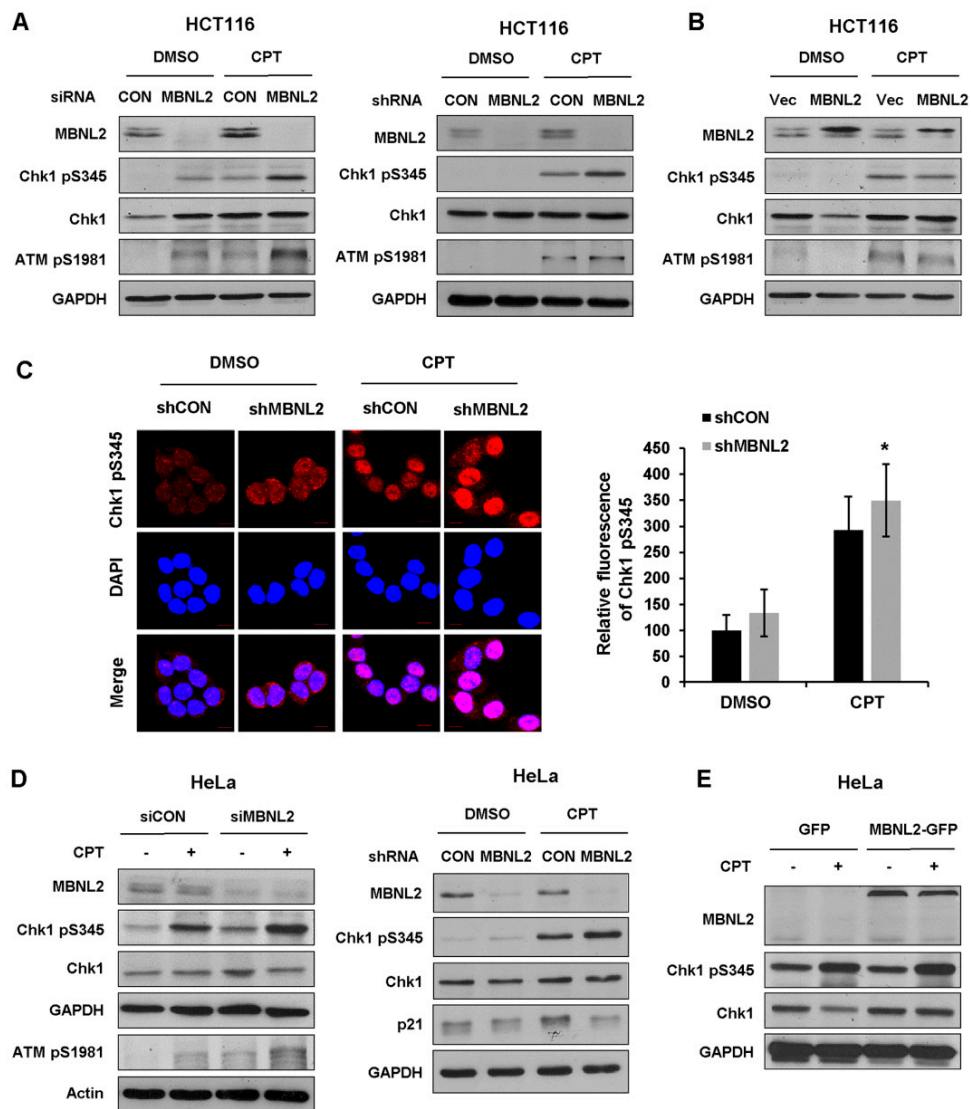 A
HCT116
DMSO CPT
siRNA CON MBNL2 CON MBNL2
MBNL2
Chk1 pS345
Chk1
ATM pS1981
GAPDH
HCT116
DMSO CPT
shRNA CON MBNL2 CON MBNL2
MBNL2
Chk1 pS345
Chk1
ATM pS1981
GAPDH
B
HCT116
DMSO CPT
Vec MBNL2 Vec MBNL2
MBNL2
Chk1 pS345
Chk1
ATM pS1981
GAPDH
C
DMSO CPT
shCON shMBNL2 shCON shMBNL2
Chk1 pS345
DAPI
Merge
shCON
shMBNL2
Relative fluorescence
of Chk1 pS345
450
400
350
300
250
200
150
100
50
0
*
DMSO CPT
D
HeLa
siCON siMBNL2
CPT - + - +
MBNL2
Chk1 pS345
Chk1
GAPDH
ATM pS1981
Actin
HeLa
DMSO CPT
shRNA CON MBNL2 CON MBNL2
MBNL2
Chk1 pS345
Chk1
p21
GAPDH
E
HeLa
GFP MBNL2-GFP
CPT - + - +
MBNL2
Chk1 pS345
Chk1
GAPDH